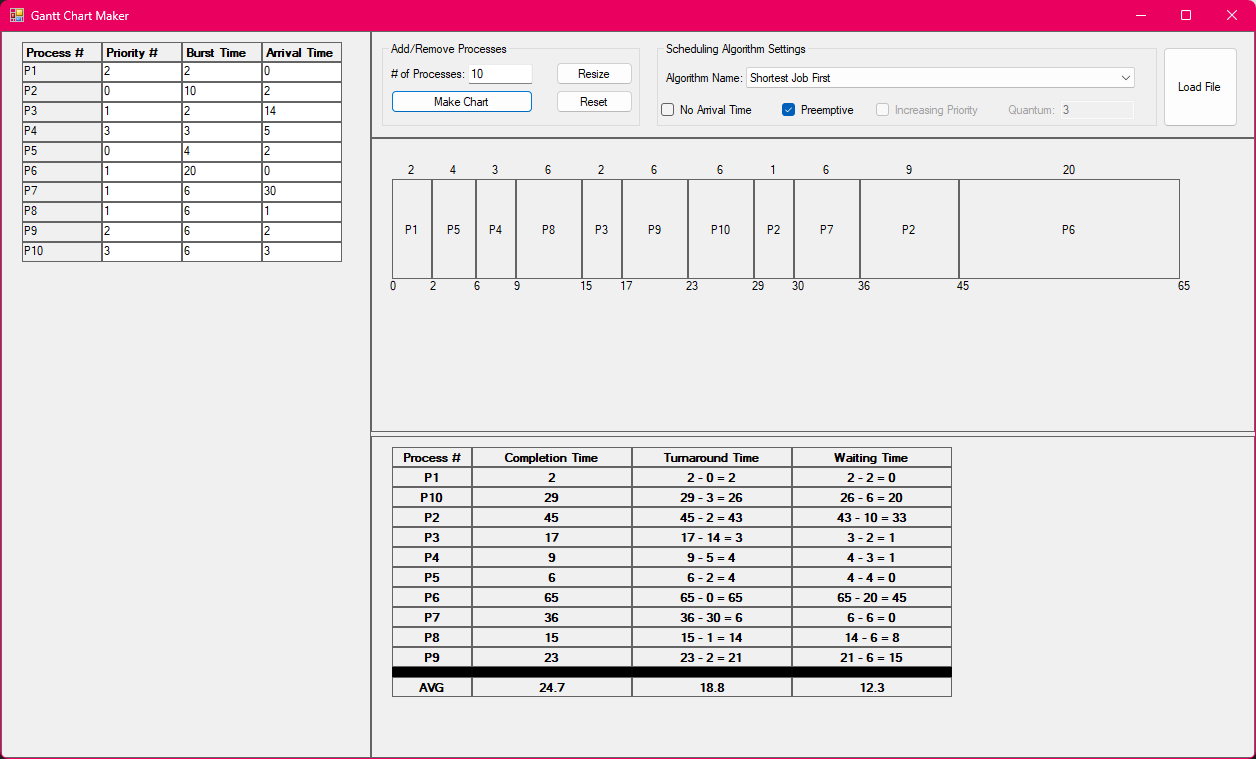 Gantt Chart Maker
Process # Priority # Burst Time Arrival Time
P1 2 2 0
P2 0 10 2
P3 1 2 14
P4 3 3 5
P5 0 4 2
P6 1 20 0
P7 1 6 30
P8 1 6 1
P9 2 6 2
P10 3 6 3
Add/Remove Processes
# of Processes: 10 Resize
Make Chart Reset
Scheduling Algorithm Settings
Algorithm Name: Shortest Job First
No Arrival Time Preemptive Increasing Priority Quantum: 3
Load File
2 4 3 6 2 6 6 1 6 9 20
P1 P5 P4 P8 P3 P9 P10 P2 P7 P2 P6
0 2 6 9 15 17 23 29 30 36 45 65
Process # Completion Time Turnaround Time Waiting Time
P1 2 2 - 0 = 2 2 - 2 = 0
P10 29 29 - 3 = 26 26 - 6 = 20
P2 45 45 - 2 = 43 43 - 10 = 33
P3 17 17 - 14 = 3 3 - 2 = 1
P4 9 9 - 5 = 4 4 - 3 = 1
P5 6 6 - 2 = 4 4 - 4 = 0
P6 65 65 - 0 = 65 65 - 20 = 45
P7 36 36 - 30 = 6 6 - 6 = 0
P8 15 15 - 1 = 14 14 - 6 = 8
P9 23 23 - 2 = 21 21 - 6 = 15
AVG 24.7 18.8 12.3